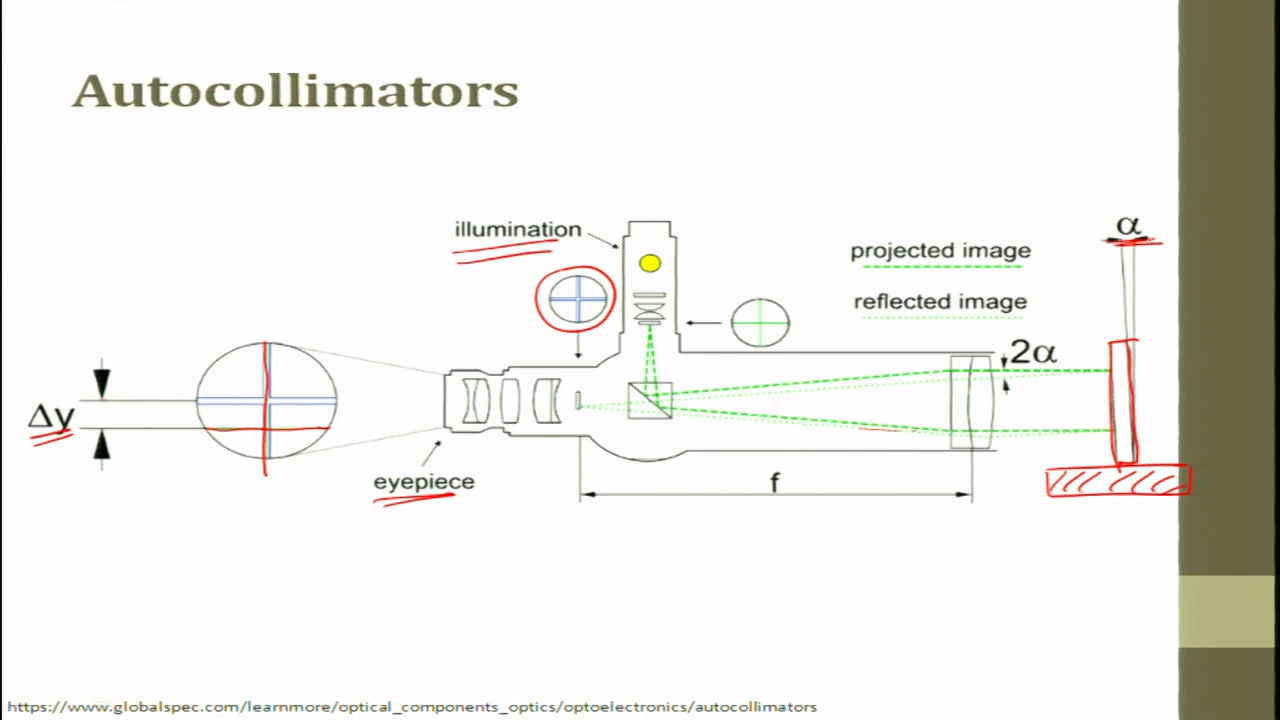 Autocollimators
α
illumination
projected image
reflected image
2α
Δy
eyepiece
f
https://www.globalspec.com/learnmore/optical_components_optics/optoelectronics/autocollimators